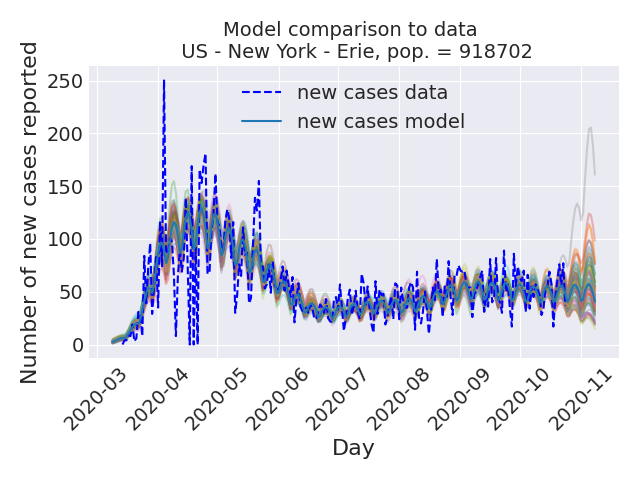 Model comparison to data
US - New York - Erie, pop. = 918702
Number of new cases reported
250
200
150
100
50
0
new cases data
new cases model
2020-03
2020-04
2020-05
2020-06
2020-07
2020-08
2020-09
2020-10
2020-11
Day